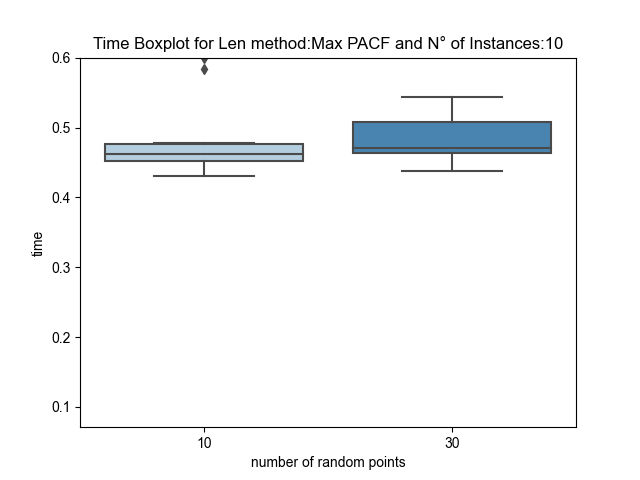 Time Boxplot for Len method:Max PACF and N° of Instances:10
0.6
0.5
0.4
0.3
0.2
0.1
time
10
30
number of random points